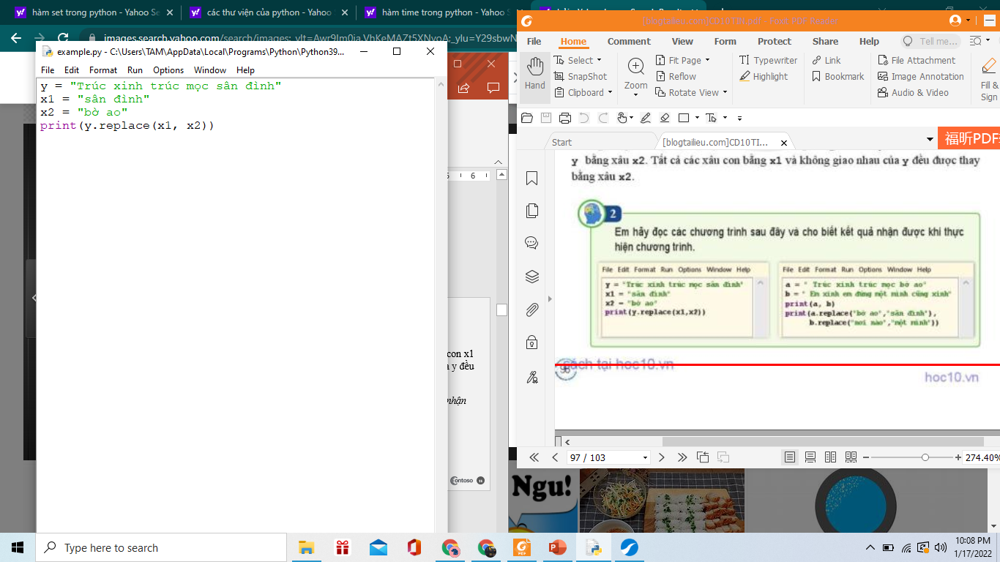 hàm set trong python - Yahoo Se
các thư viện của python - Yahoo
hàm time trong python - Yahoo S
images.search.yahoo.com/search/images;_ylt=Awr9Im0ja.VhKeMAZt5XNyoA;_ylu=Y29sbwN
example.py - C:\Users\TAM\AppData\Local\Programs\Python\Python39...
File Edit Format Run Options Window Help
y = "Trúc xinh trúc mọc sân đình"
x1 = "sân đình"
x2 = "bờ ao"
print(y.replace(x1, x2))
5 6
con x1
y đều
nhận
Contoso
[blogtailieu.com]CD10TIN.pdf - Foxit PDF Reader
File Home Comment View Form Protect Share Help Tell me...
Hand
Select
SnapShot
Clipboard
Zoom
Fit Page
Reflow
Rotate View
Typewriter
Highlight
Link
Bookmark
File Attachment
Image Annotation
Audio & Video
Fill &
Sign
Start
[blogtailieu.com]CD10TI...
福昕PDF
y bằng xâu x2. Tất cả các xâu con bằng x1 và không giao nhau của y đều được thay
bằng xâu x2.
2
Em hãy đọc các chương trình sau đây và cho biết kết quả nhận được khi thực
hiện chương trình.
File Edit Format Run Options Window Help
y = "Trúc xinh trúc mọc sân đình"
x1 = "sân đình"
x2 = "bờ ao"
print(y.replace(x1,x2))
File Edit Format Run Options Window Help
a = " Trúc xinh trúc mọc bờ ao"
b = " Em xinh em đứng một mình cũng xinh"
print(a, b)
print(a.replace("bờ ao","sân đình"),
b.replace("nơi nào","một mình"))
sách tại hoc10.vn
96
hoc10.vn
97 / 103
274.40%
Ngu!
Type here to search
10:08 PM
1/17/2022